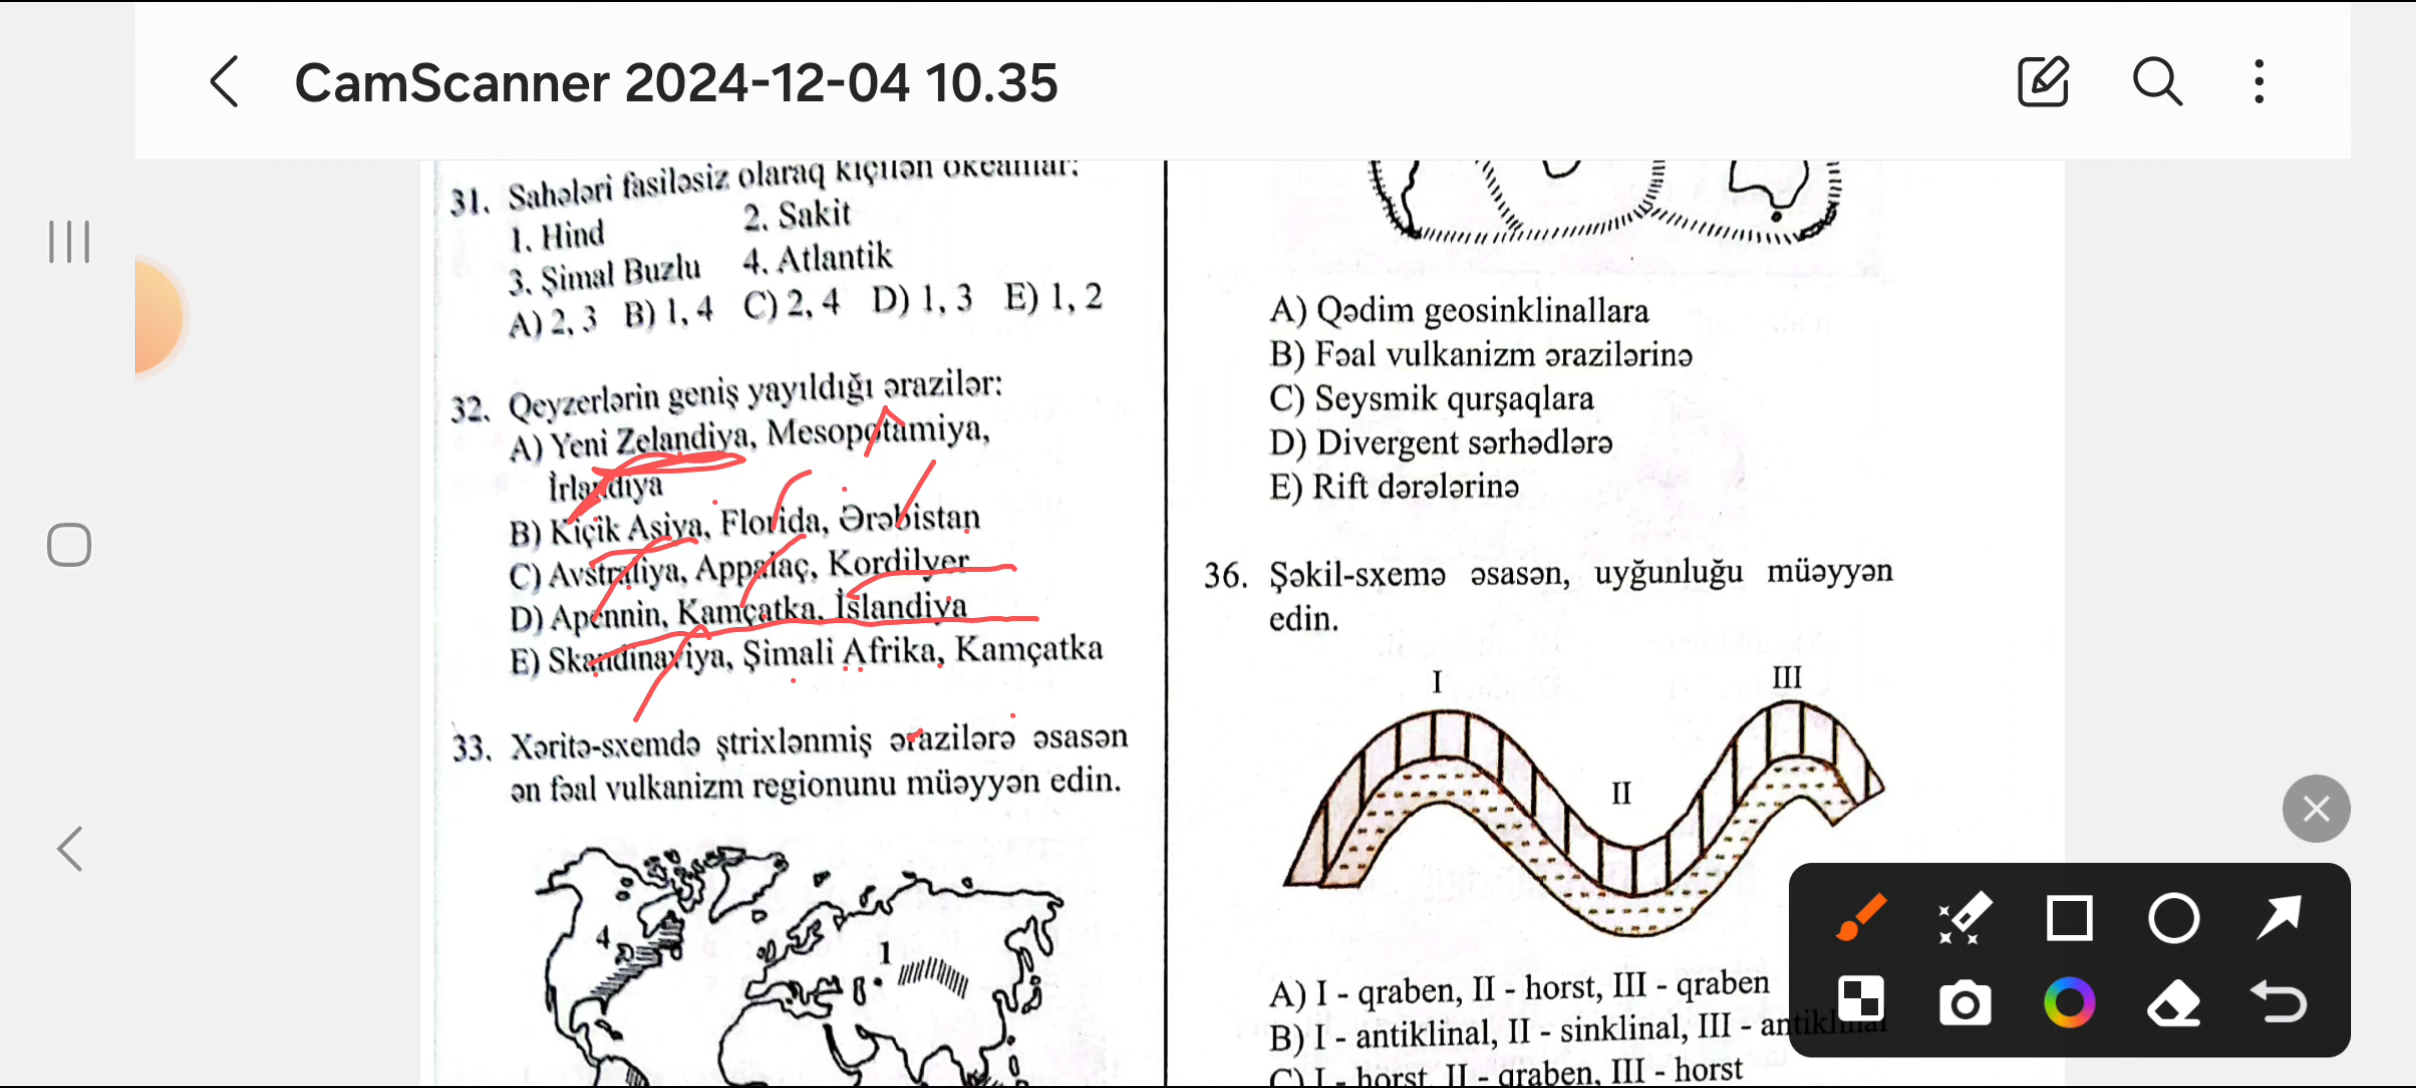 CamScanner 2024-12-04 10.35
31. Sahələri fasiləsiz olaraq kiçilən okeanlar:
1. Hind 2. Sakit
3. Şimal Buzlu 4. Atlantik
A) 2, 3 B) 1, 4 C) 2, 4 D) 1, 3 E) 1, 2
32. Qeyzerlərin geniş yayıldığı ərazilər:
A) Yeni Zelandiya, Mesopotamiya,
İrlandiya
B) Kiçik Asiya, Florida, Ərəbistan
C) Avstraliya, Appalaç, Kordilyer
D) Apennin, Kamçatka, İslandiya
E) Skandinaviya, Şimali Afrika, Kamçatka
33. Xəritə-sxemdə ştrixlənmiş ərazilərə əsasən
ən fəal vulkanizm regionunu müəyyən edin.
4
1
A) Qədim geosinklinallara
B) Fəal vulkanizm ərazilərinə
C) Seysmik qurşaqlara
D) Divergent sərhədlərə
E) Rift dərələrinə
36. Şəkil-sxemə əsasən, uyğunluğu müəyyən
edin.
I III
II
A) I - qraben, II - horst, III - qraben
B) I - antiklinal, II - sinklinal, III - antiklinal
C) I - horst, II - qraben, III - horst